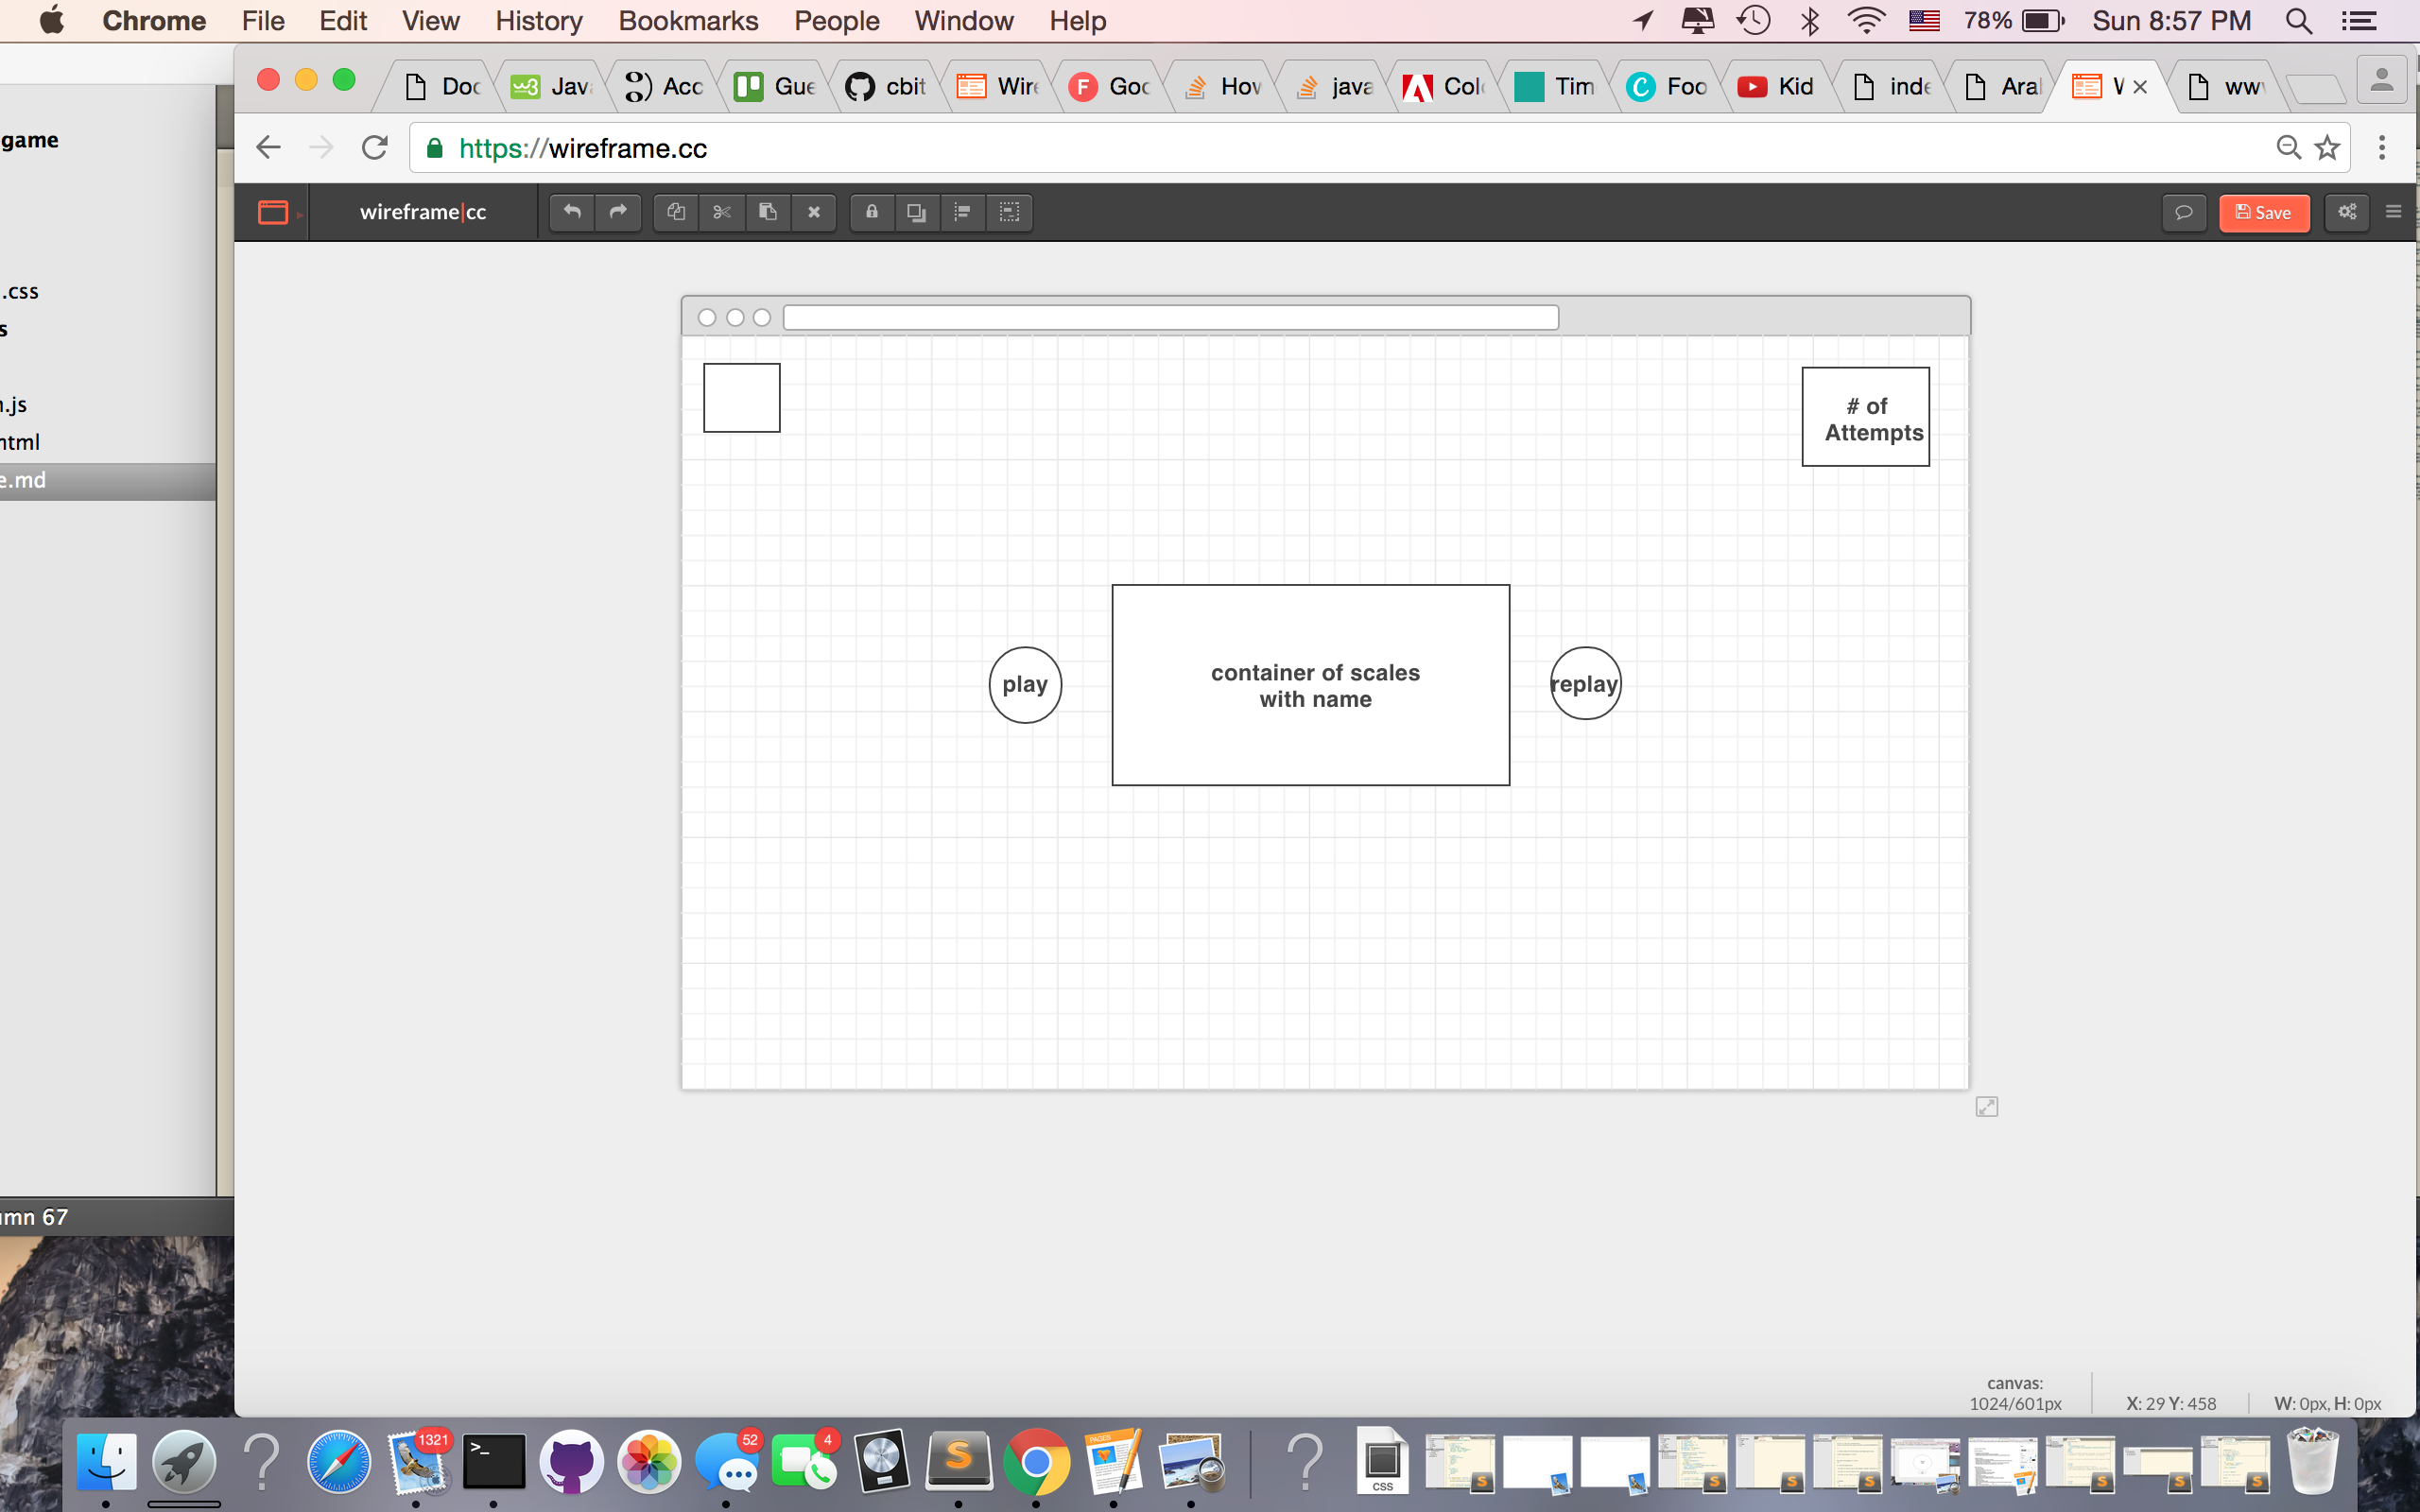 Chrome File Edit View History Bookmarks People Window Help 78% Sun 8:57 PM
Doc Java Acc Gue cbit Wire Goo How java Colo Tim Foo Kid inde Aral W www
https://wireframe.cc
wireframe|cc Save
game
.css
s
.js
html
e.md
# of
Attempts
play
container of scales
with name
replay
umn 67
canvas:
1024/601px X: 29 Y: 458 W: 0px, H: 0px
1321 52 4
PAGES
CSS